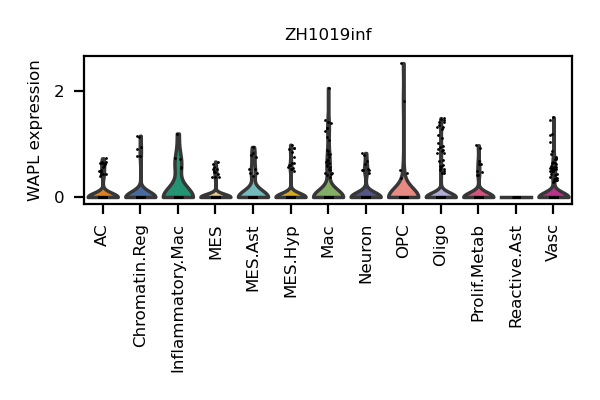 ZH1019inf
WAPL expression
2
0
AC
Chromatin.Reg
Inflammatory.Mac
MES
MES.Ast
MES.Hyp
Mac
Neuron
OPC
Oligo
Prolif.Metab
Reactive.Ast
Vasc